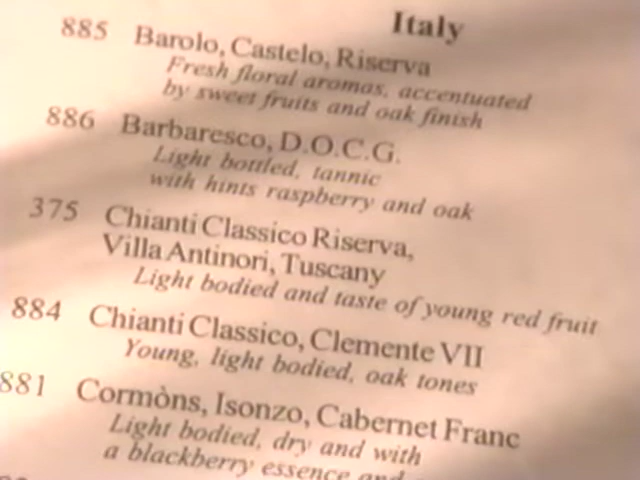 Italy
885 Barolo, Castelo, Riserva
Fresh floral aromas, accentuated
by sweet fruits and oak finish
886 Barbaresco, D.O.C.G.
Light bottled, tannic
with hints raspberry and oak
375 Chianti Classico Riserva,
Villa Antinori, Tuscany
Light bodied and taste of young red fruit
884 Chianti Classico, Clemente VII
Young, light bodied, oak tones
881 Cormòns, Isonzo, Cabernet Franc
Light bodied, dry and with
a blackberry essence and